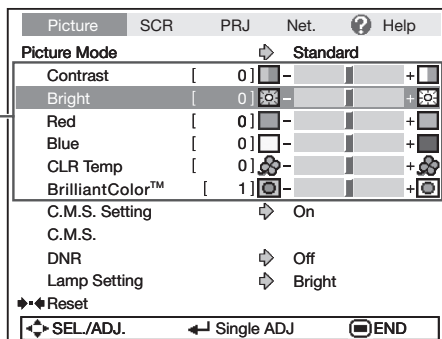 Picture SCR PRJ Net. Help
Picture Mode Standard
Contrast [ 0] - +
Bright [ 0] - +
Red [ 0] - +
Blue [ 0] - +
CLR Temp [ 0] - +
BrilliantColor™ [ 1] - +
C.M.S. Setting On
C.M.S.
DNR Off
Lamp Setting Bright
Reset
SEL./ADJ. Single ADJ END